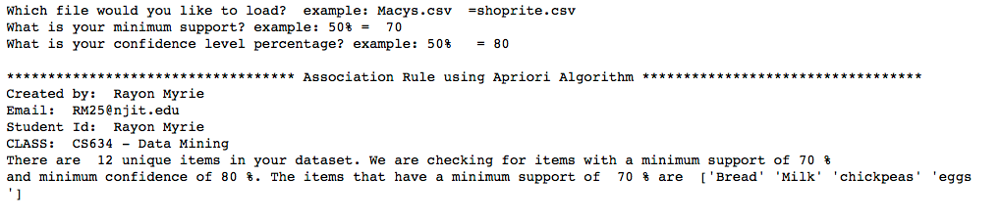 Which file would you like to load?  example: Macys.csv  =shoprite.csv
What is your minimum support? example: 50% =  70
What is your confidence level percentage? example: 50%   = 80
*********************************** Association Rule using Apriori Algorithm **********************************
Created by:  Rayon Myrie
Email:  RM25@njit.edu
Student Id:  Rayon Myrie
CLASS:  CS634 - Data Mining
There are  12 unique items in your dataset. We are checking for items with a minimum support of 70 %
and minimum confidence of 80 %. The items that have a minimum support of  70 % are  ['Bread' 'Milk' 'chickpeas' 'eggs
']